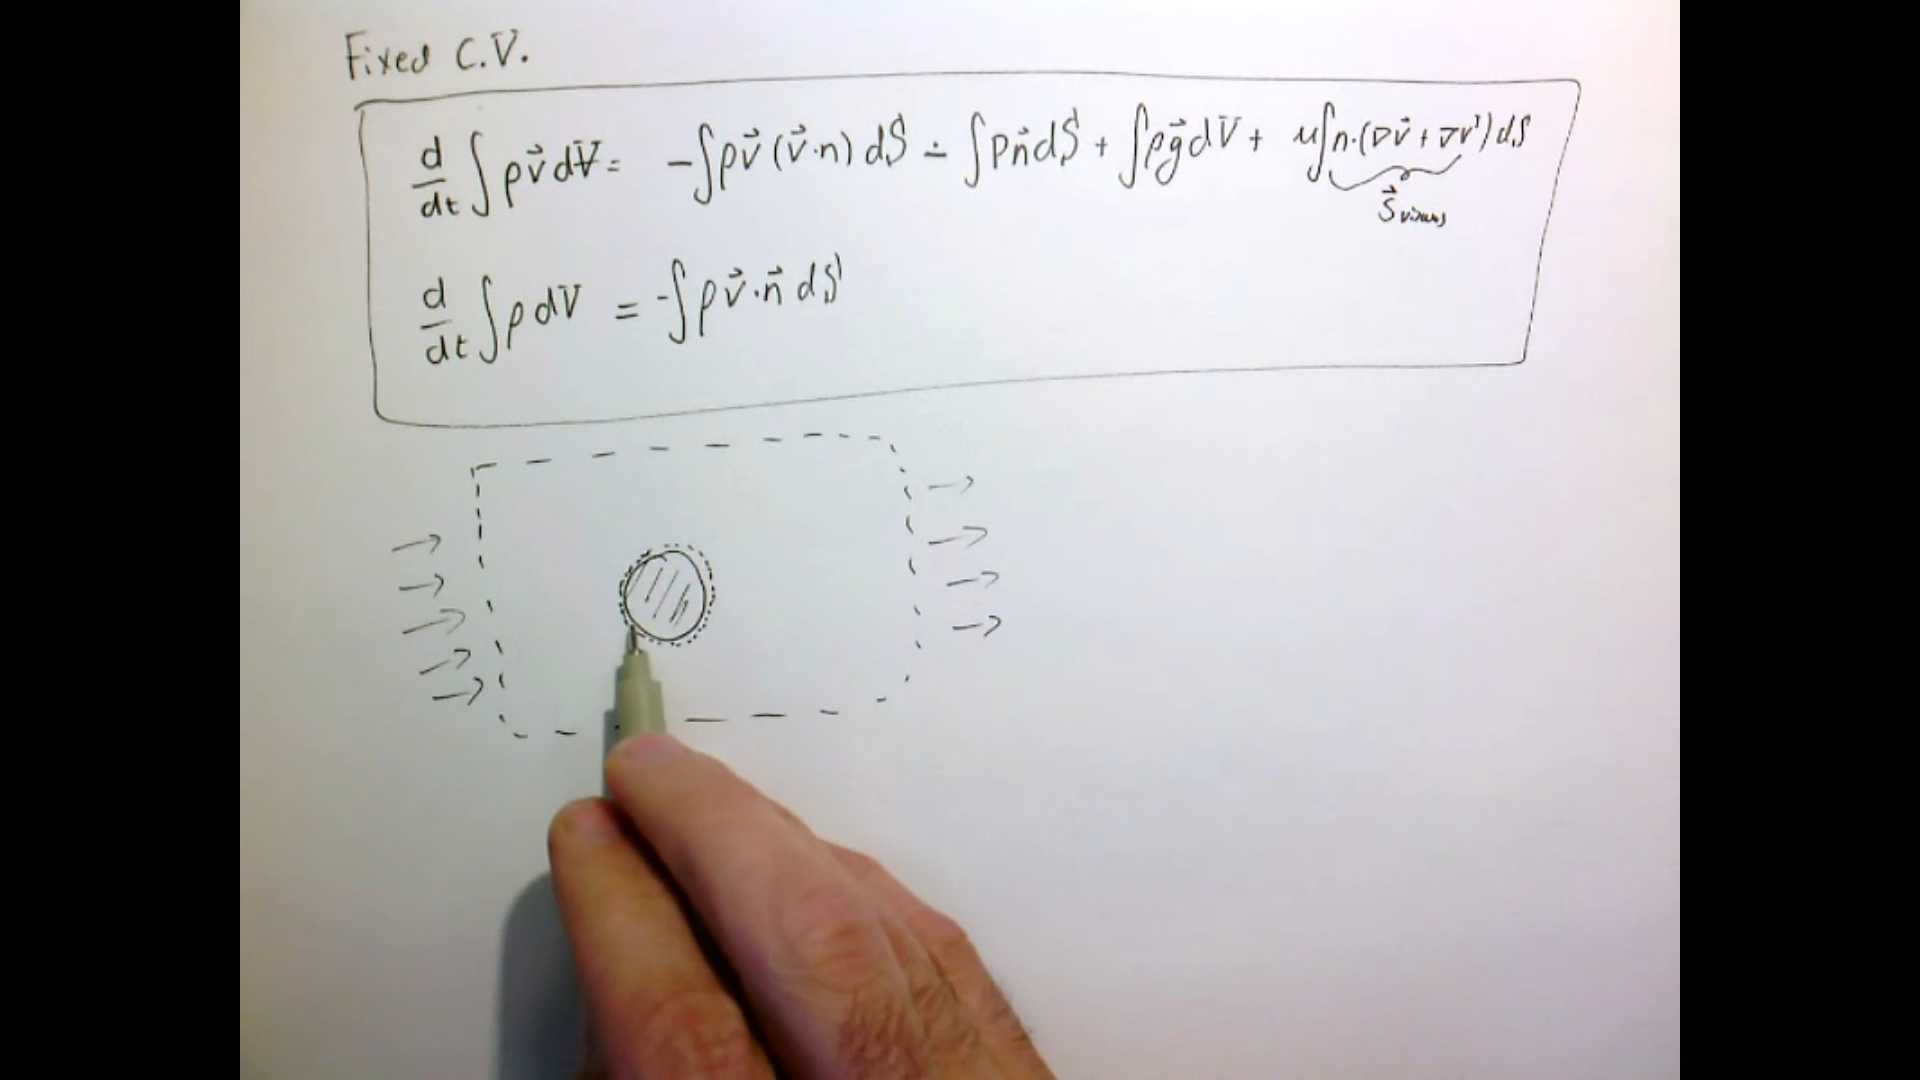 Fixed C.V.
d/dt ∫ρv⃗dV = -∫ρv⃗(v⃗·n)dS - ∫Pn⃗dS + ∫ρg⃗dV + μ∫n·(∇v⃗ + ∇v^T)dS
S⃗ viscous
d/dt ∫ρdV = -∫ρv⃗·n⃗dS